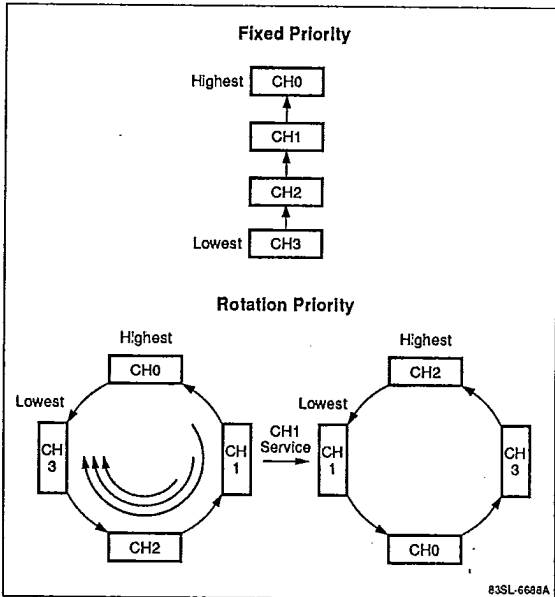 Fixed Priority
Highest
CH0
CH1
CH2
Lowest
CH3
Rotation Priority
Highest
CH0
Lowest
CH
3
CH
1
CH2
CH1
Service
Highest
CH2
Lowest
CH
1
CH
3
CH0
83SL-6688A